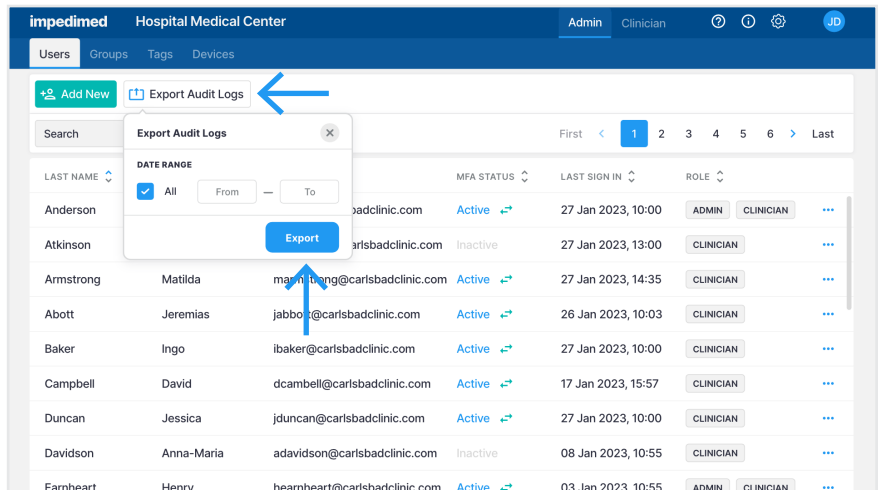 impedimed Hospital Medical Center Admin Clinician JD
Users Groups Tags Devices
Add New Export Audit Logs
Search Export Audit Logs First 1 2 3 4 5 6 Last
DATE RANGE
All From — To
Export
LAST NAME MFA STATUS LAST SIGN IN ROLE
Anderson padclinic.com Active 27 Jan 2023, 10:00 ADMIN CLINICIAN
Atkinson arlsbadclinic.com Inactive 27 Jan 2023, 13:00 CLINICIAN
Armstrong Matilda marmstrong@carlsbadclinic.com Active 27 Jan 2023, 14:35 CLINICIAN
Abott Jeremias jabbott@carlsbadclinic.com Active 26 Jan 2023, 10:03 CLINICIAN
Baker Ingo ibaker@carlsbadclinic.com Active 27 Jan 2023, 10:00 CLINICIAN
Campbell David dcambell@carlsbadclinic.com Active 17 Jan 2023, 15:57 CLINICIAN
Duncan Jessica jduncan@carlsbadclinic.com Active 27 Jan 2023, 10:00 CLINICIAN
Davidson Anna-Maria adavidson@carlsbadclinic.com Inactive 08 Jan 2023, 10:55 CLINICIAN
Earnheart Henry hearnheart@carlsbadclinic.com Active 03 Jan 2023, 10:55 ADMIN CLINICIAN